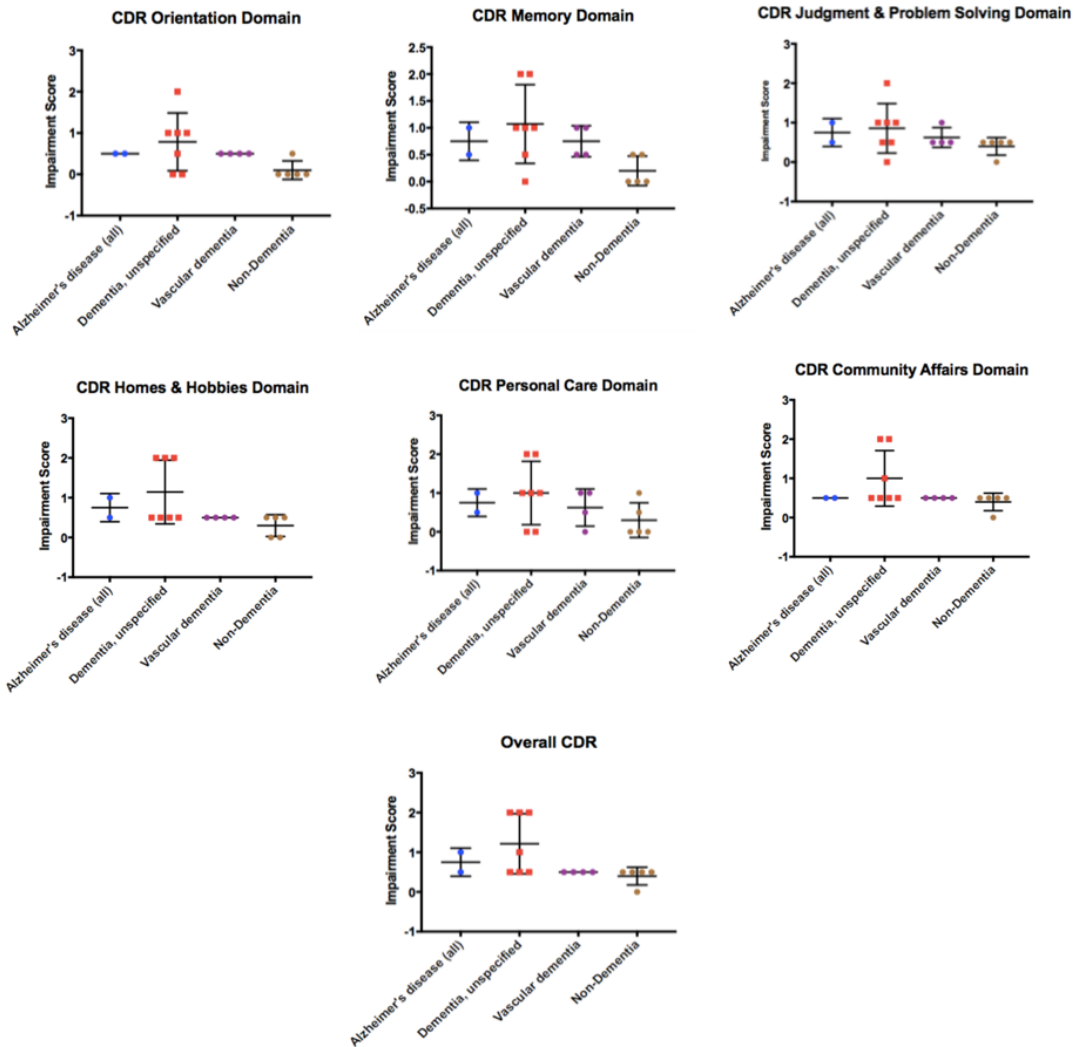 CDR Orientation Domain
Impairment Score
3
2
1
0
-1
Alzheimer's disease (all)
Dementia, unspecified
Vascular dementia
Non-Dementia
CDR Memory Domain
Impairment Score
2.5
2.0
1.5
1.0
0.5
0.0
0.5
Alzheimer's disease (all)
Dementia, unspecified
Vascular dementia
Non-Dementia
CDR Judgment & Problem Solving Domain
Impairment Score
3
2
1
0
-1
Alzheimer's disease (all)
Dementia, unspecified
Vascular dementia
Non-Dementia
CDR Homes & Hobbies Domain
Impairment Score
3
2
1
0
-1
Alzheimer's disease (all)
Dementia, unspecified
Vascular dementia
Non-Dementia
CDR Personal Care Domain
Impairment Score
3
2
1
0
-1
Alzheimer's disease (all)
Dementia, unspecified
Vascular dementia
Non-Dementia
CDR Community Affairs Domain
Impairment Score
3
2
1
0
-1
Alzheimer's disease (all)
Dementia, unspecified
Vascular dementia
Non-Dementia
Overall CDR
Impairment Score
3
2
1
0
-1
Alzheimer's disease (all)
Dementia, unspecified
Vascular dementia
Non-Dementia